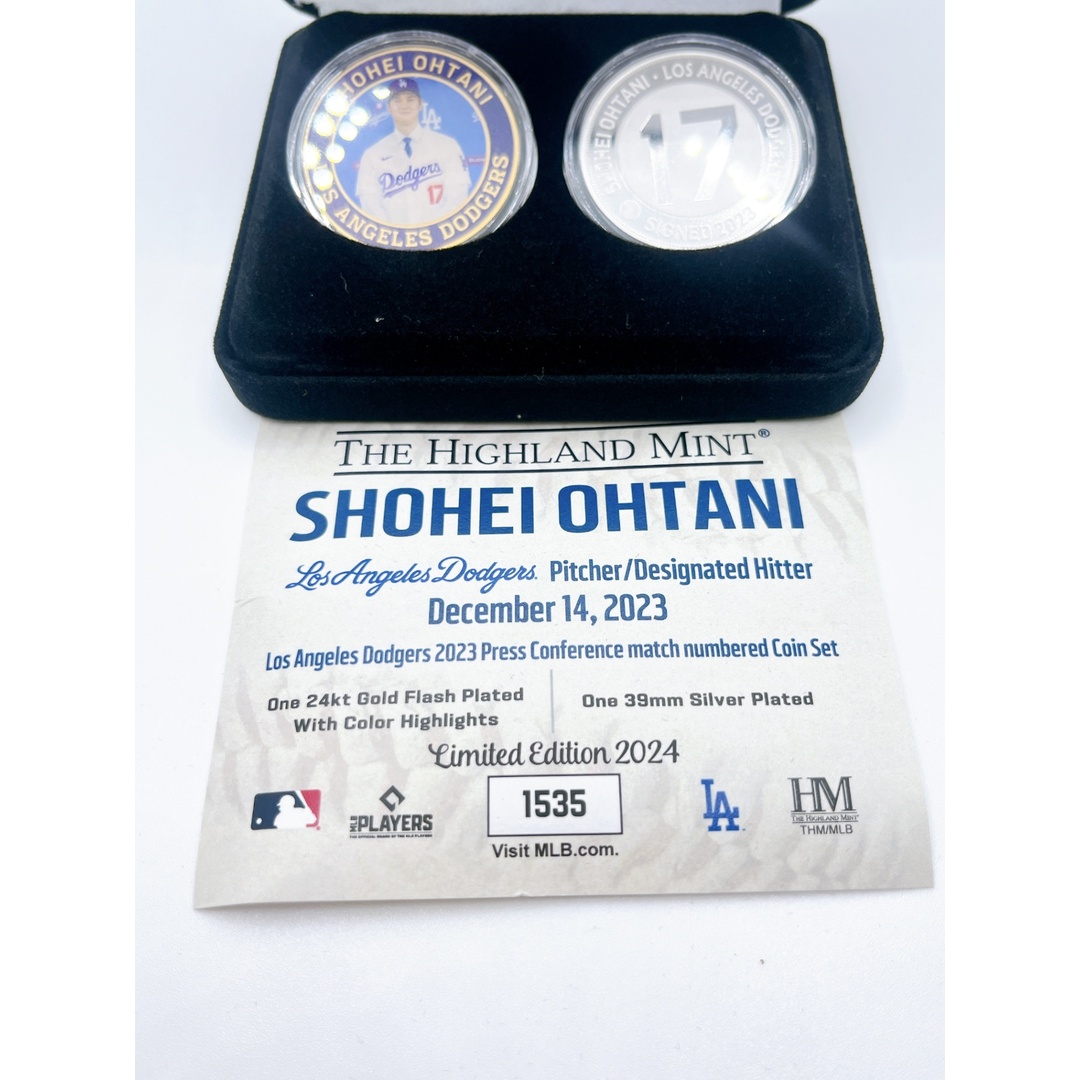 SHOHEI OHTANI
LOS ANGELES DODGERS
LA
Dodgers
17
SHOHEI OHTANI • LOS ANGELES DODGERS
17
SIGNED 2023
THE HIGHLAND MINT®
SHOHEI OHTANI
Los Angeles Dodgers. Pitcher/Designated Hitter
December 14, 2023
Los Angeles Dodgers 2023 Press Conference match numbered Coin Set
One 24kt Gold Flash Plated
With Color Highlights
One 39mm Silver Plated
Limited Edition 2024
MLB PLAYERS
1535
LA
HM
THE HIGHLAND MINT
THM/MLB
Visit MLB.com.